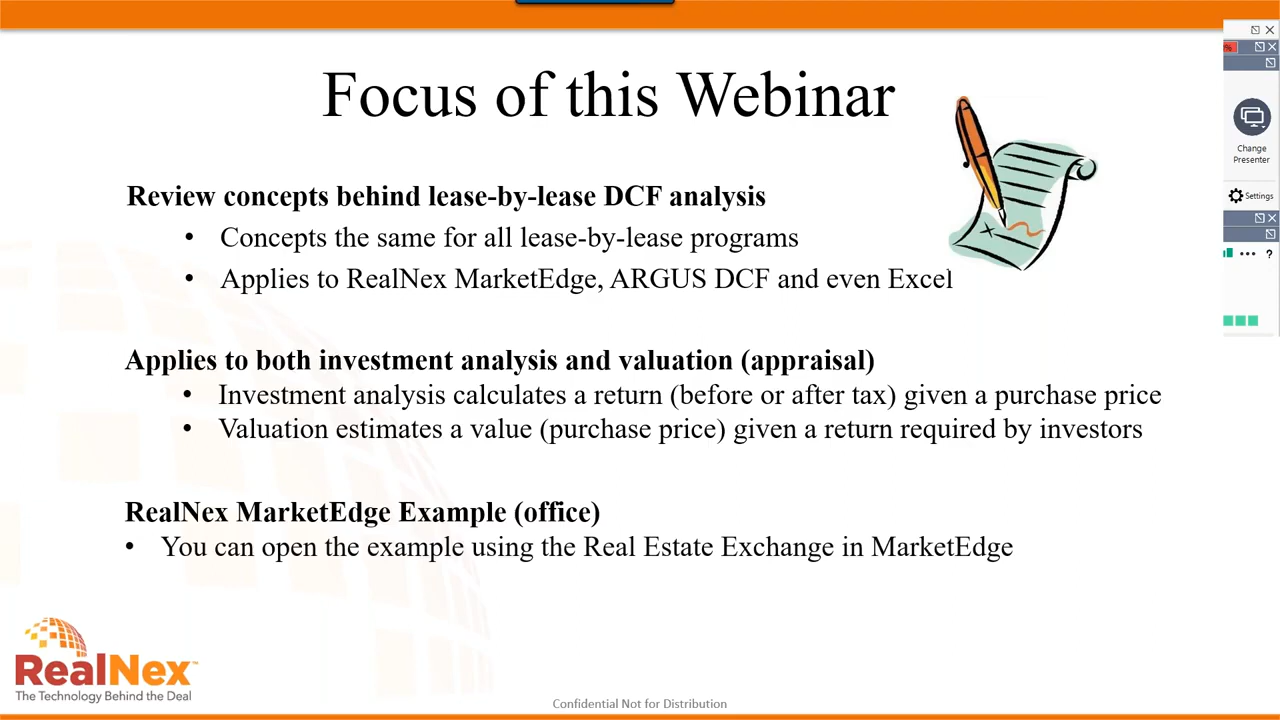 Focus of this Webinar
Review concepts behind lease-by-lease DCF analysis
• Concepts the same for all lease-by-lease programs
• Applies to RealNex MarketEdge, ARGUS DCF and even Excel
Applies to both investment analysis and valuation (appraisal)
• Investment analysis calculates a return (before or after tax) given a purchase price
• Valuation estimates a value (purchase price) given a return required by investors
RealNex MarketEdge Example (office)
• You can open the example using the Real Estate Exchange in MarketEdge
RealNex™
The Technology Behind the Deal
Confidential Not for Distribution
%
Change
Presenter
Settings
... ?